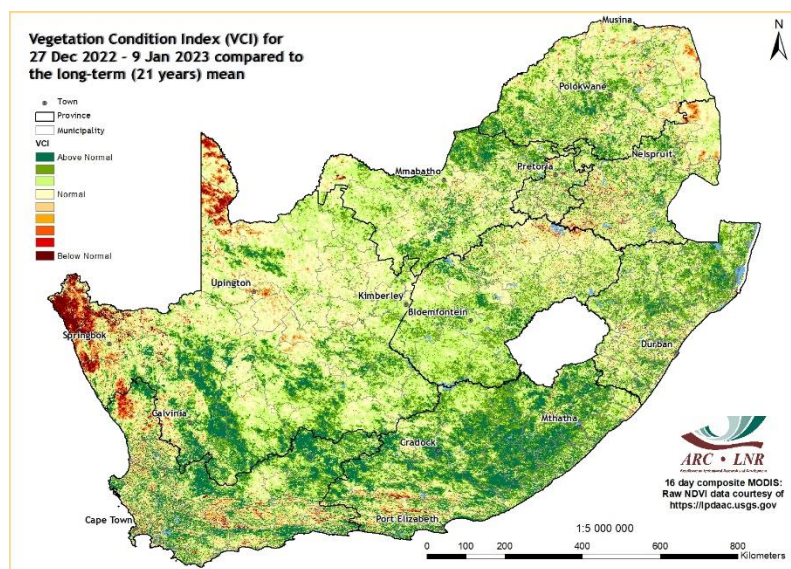 Vegetation Condition Index (VCI) for
27 Dec 2022 - 9 Jan 2023 compared to
the long-term (21 years) mean
Town
Province
Municipality
VCI
Above Normal
Normal
Below Normal
N
Musina
Polokwane
Nelspruit
Pretoria
Mmabatho
Upington
Kimberley
Bloemfontein
Springbok
Durban
Calvinia
Mthatha
Cradock
Cape Town
Port Elizabeth
ARC • LNR
16 day composite MODIS:
Raw NDVI data courtesy of
https://lpdaac.usgs.gov
1:5 000 000
0 100 200 400 600 800
Kilometers